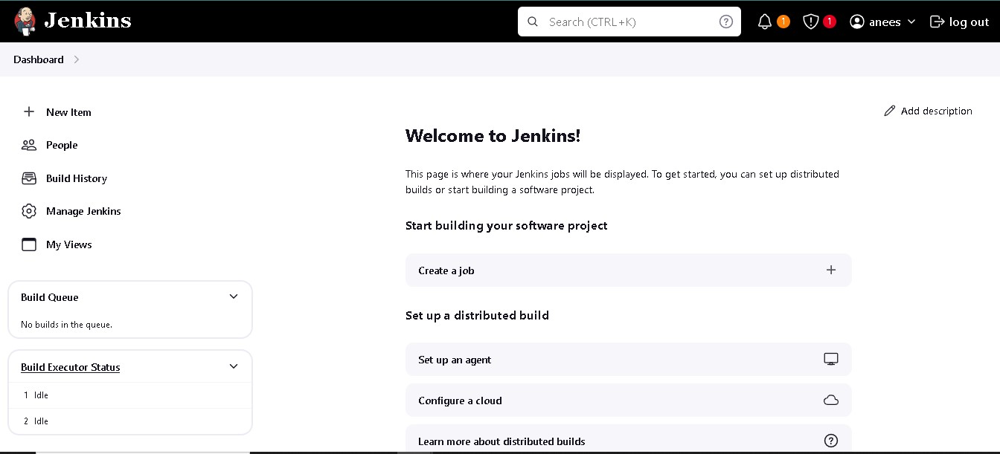 Jenkins
Search (CTRL+K)
?
1
1
anees
log out
Dashboard
New Item
People
Build History
Manage Jenkins
My Views
Build Queue
No builds in the queue.
Build Executor Status
1 Idle
2 Idle
Add description
Welcome to Jenkins!
This page is where your Jenkins jobs will be displayed. To get started, you can set up distributed
builds or start building a software project.
Start building your software project
Create a job
Set up a distributed build
Set up an agent
Configure a cloud
Learn more about distributed builds
?